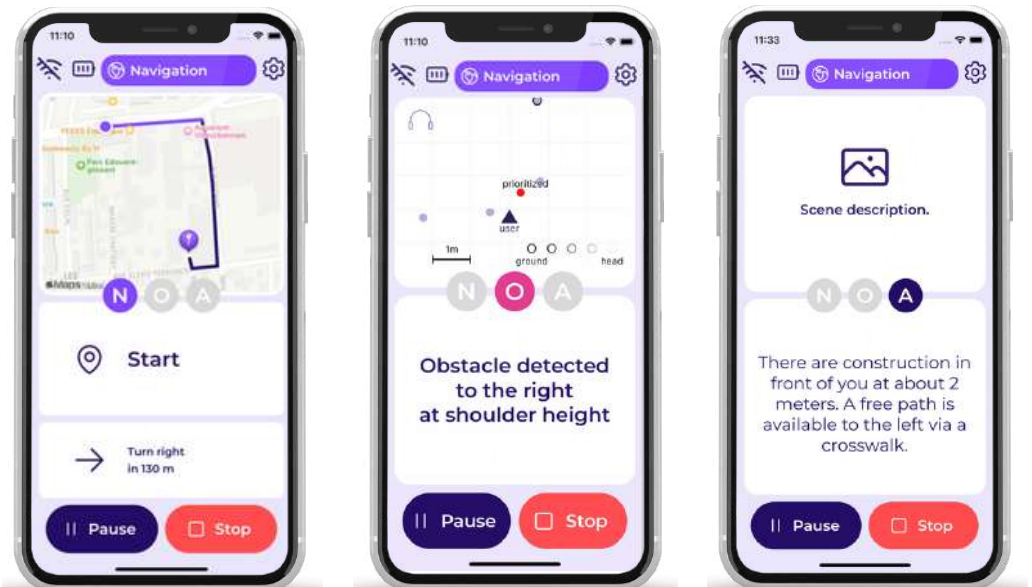 11:10
Navigation
Maps
N O A
Start
Turn right
in 130 m
Pause
Stop
11:10
Navigation
prioritized
user
1m
ground
head
N O A
Obstacle detected
to the right
at shoulder height
Pause
Stop
11:33
Navigation
Scene description.
N O A
There are construction in
front of you at about 2
meters. A free path is
available to the left via a
crosswalk.
Pause
Stop